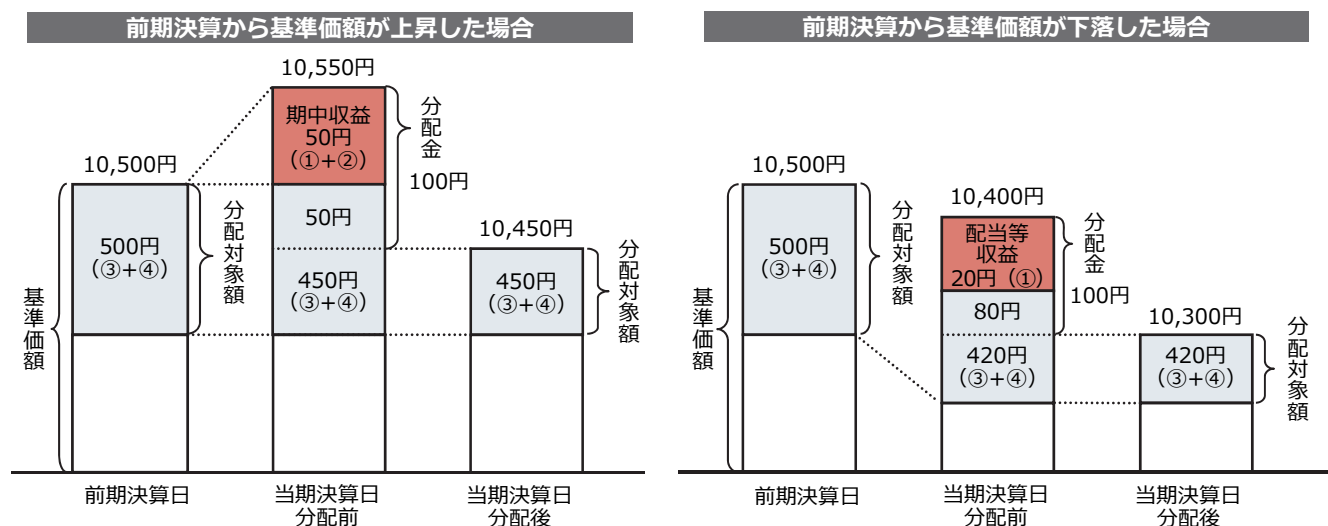 前期決算から基準価額が上昇した場合
10,550円
期中収益
50円
（①+②）
分配金
100円
10,500円
500円
（③+④）
分配対象額
50円
450円
（③+④）
10,450円
450円
（③+④）
分配対象額
基準価額
前期決算日
当期決算日
分配前
当期決算日
分配後
前期決算から基準価額が下落した場合
10,500円
500円
（③+④）
分配対象額
10,400円
配当等
収益
20円（①）
分配金
100円
80円
420円
（③+④）
10,300円
420円
（③+④）
分配対象額
基準価額
前期決算日
当期決算日
分配前
当期決算日
分配後